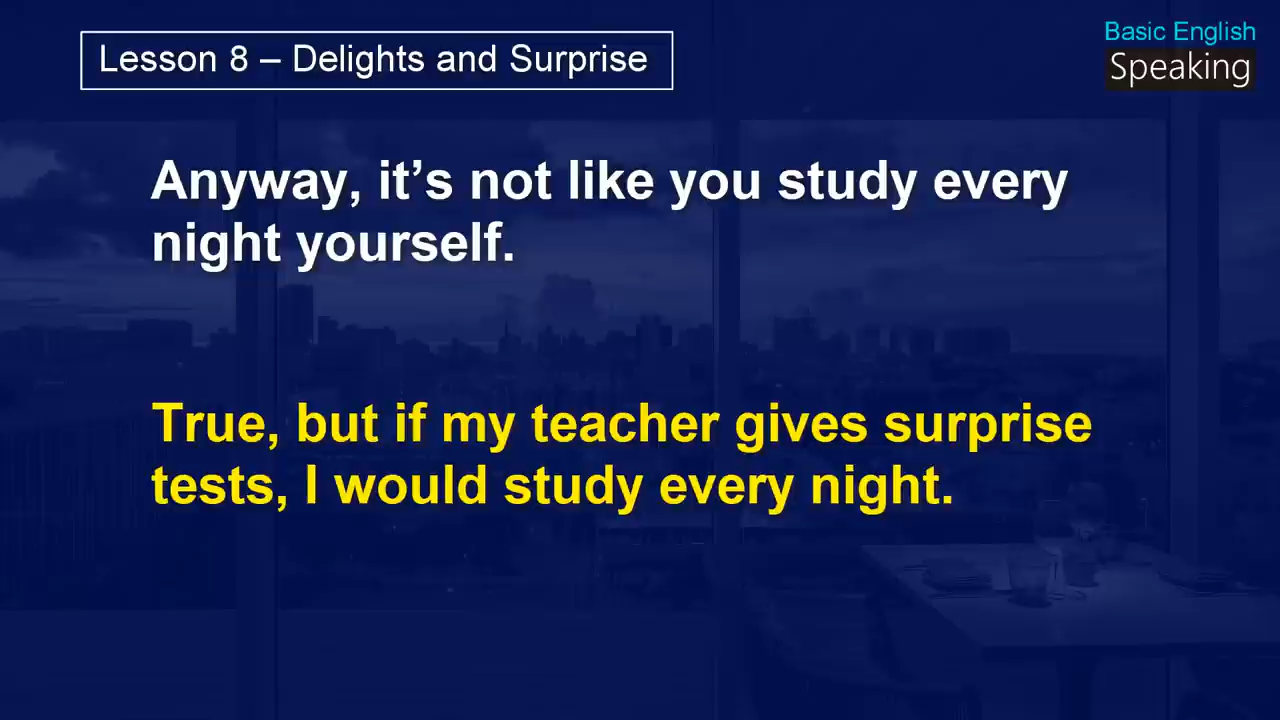 Lesson 8 – Delights and Surprise
Basic English
Speaking
Anyway, it’s not like you study every
night yourself.
True, but if my teacher gives surprise
tests, I would study every night.